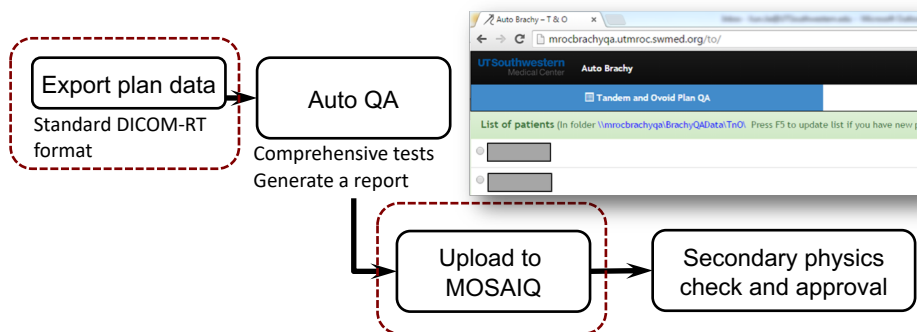 Auto Brachy – T & O
mrocbrachyqa.utmroc.swmed.org/to/
UTSouthwestern
Medical Center
Auto Brachy
Tandem and Ovoid Plan QA
List of patients (In folder \\mrocbrachyqa\BrachyQAData\TnO\ Press F5 to update list if you have new
Export plan data
Standard DICOM-RT
format
Auto QA
Comprehensive tests
Generate a report
Upload to
MOSAIQ
Secondary physics
check and approval